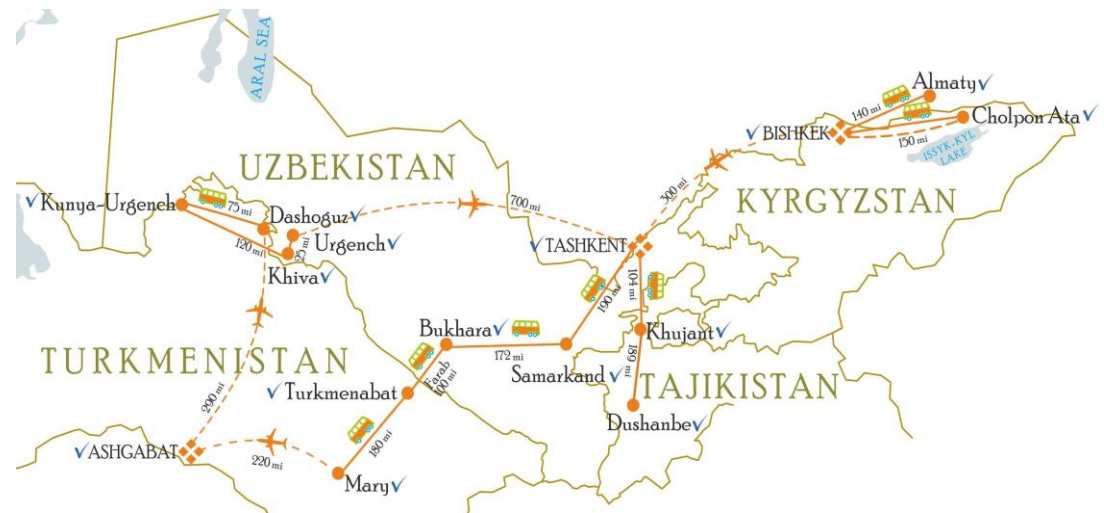 ARAL SEA
Almaty
140 mi
Cholpon Ata
BISHKEK
150 mi
ISSYK-KYL
LAKE
UZBEKISTAN
300 mi
KYRGYZSTAN
Kunya-Urgench
75 mi
700 mi
Dashoguz
Urgench
TASHKENT
120 mi
25 mi
Khiva
104 mi
190 mi
Bukhara
Khujant
TURKMENISTAN
172 mi
Samarkand
TAJIKISTAN
189 mi
Farab
100 mi
Turkmenabat
290 mi
Dushanbe
180 mi
ASHGABAT
220 mi
Mary